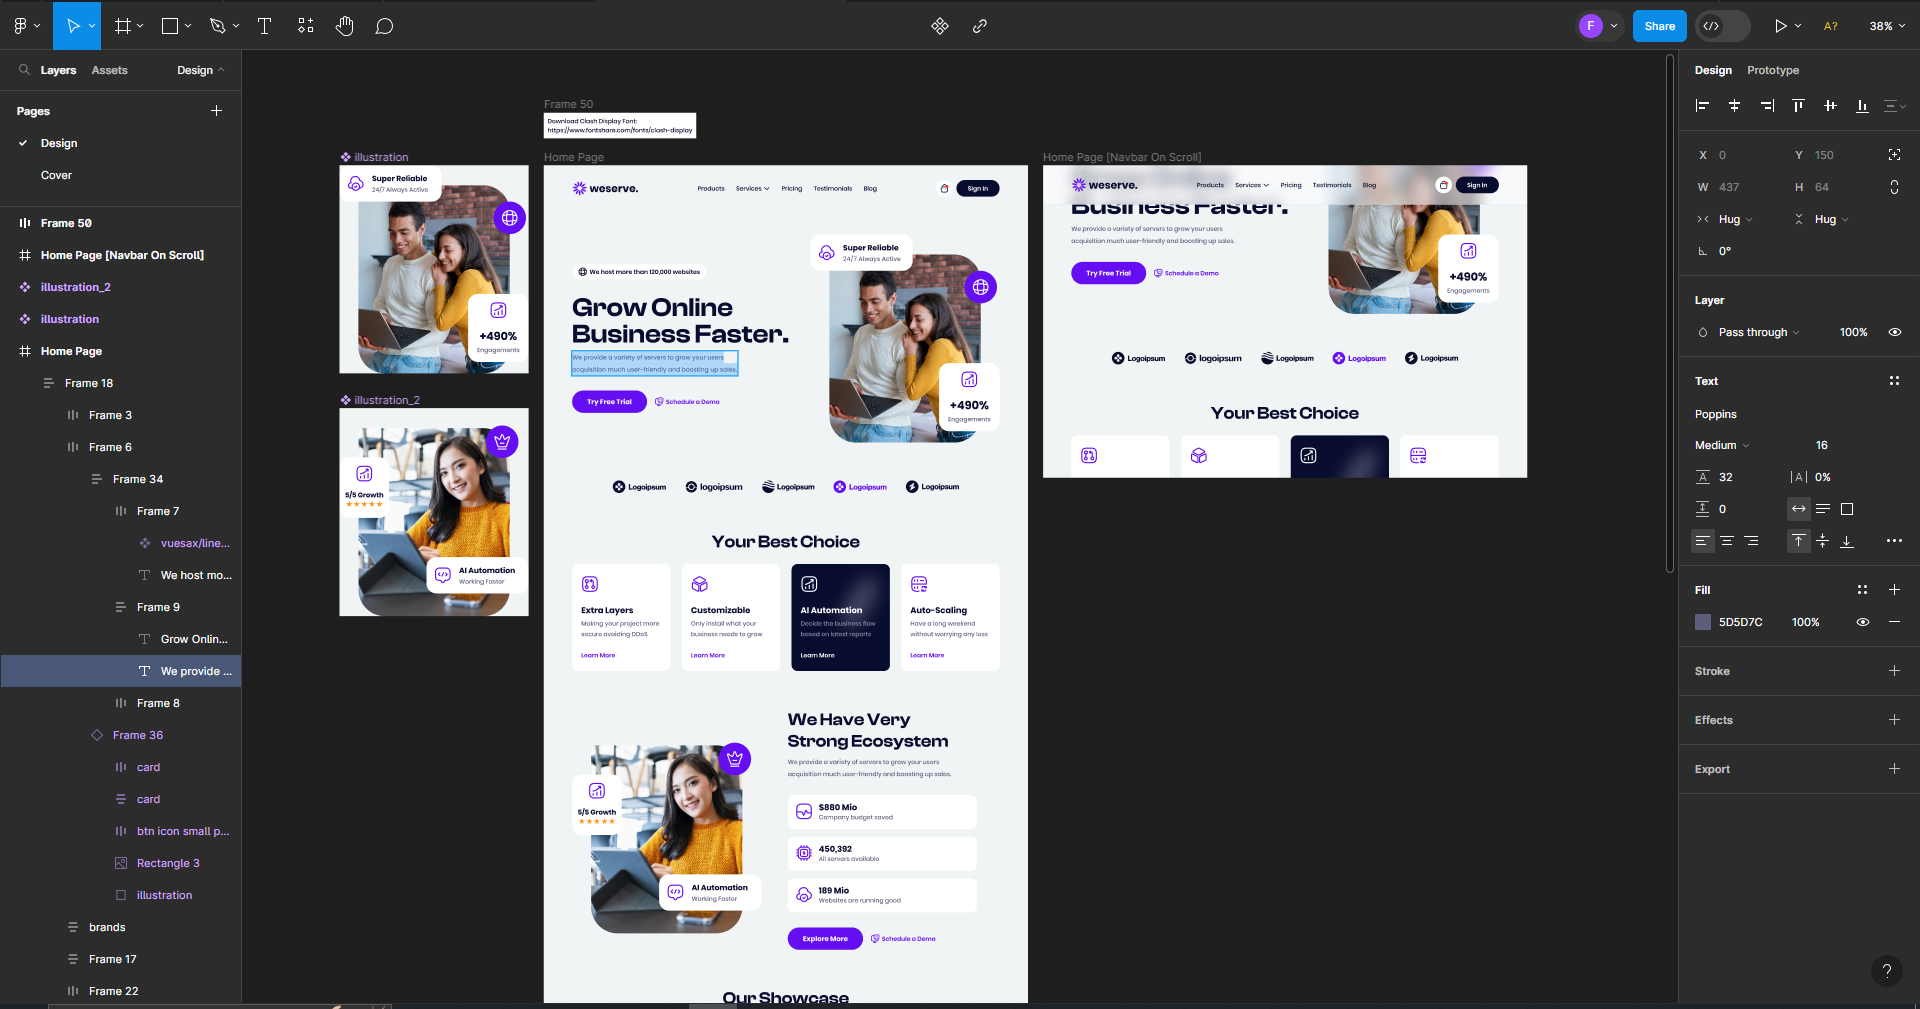 Share
F
A?
38%
Layers
Assets
Design
Pages
Design
Cover
Frame 50
Home Page [Navbar On Scroll]
illustration_2
illustration
Home Page
Frame 18
Frame 3
Frame 6
Frame 34
Frame 7
vuesax/line...
We host mo...
Frame 9
Grow Onlin...
We provide ...
Frame 8
Frame 36
card
card
btn icon small p...
Rectangle 3
illustration
brands
Frame 17
Frame 22
Frame 50
Download Clash Display Font:
https://www.fontshare.com/fonts/clash-display
illustration
Super Reliable
24/7 Always Active
+490%
Engagements
illustration_2
5/5 Growth
AI Automation
Working Faster
Home Page
weserve.
Products
Services
Pricing
Testimonials
Blog
Sign In
We host more than 120,000 websites
Grow Online
Business Faster.
We provide a variety of servers to grow your users
acquisition much user-friendly and boosting up sales.
Try Free Trial
Schedule a Demo
Super Reliable
24/7 Always Active
+490%
Engagements
Logoipsum
logoipsum
Logoipsum
Logoipsum
Logoipsum
Your Best Choice
Extra Layers
Making your project more
secure avoiding DDoS
Learn More
Customizable
Only install what your
business needs to grow
Learn More
AI Automation
Decide the business flow
based on latest reports
Learn More
Auto-Scaling
Have a long weekend
without worrying any loss
Learn More
We Have Very
Strong Ecosystem
We provide a variety of servers to grow your users
acquisition much user-friendly and boosting up sales.
5/5 Growth
AI Automation
Working Faster
$880 Mio
Company budget saved
450,392
All servers available
189 Mio
Websites are running good
Explore More
Schedule a Demo
Our Showcase
Home Page [Navbar On Scroll]
weserve.
Products
Services
Pricing
Testimonials
Blog
Sign In
Business Faster.
We provide a variety of servers to grow your users
acquisition much user-friendly and boosting up sales.
Try Free Trial
Schedule a Demo
+490%
Engagements
Logoipsum
logoipsum
Logoipsum
Logoipsum
Logoipsum
Your Best Choice
Design
Prototype
X 0
Y 150
W 437
H 64
Hug
Hug
0°
Layer
Pass through
100%
Text
Poppins
Medium
16
32
|A| 0%
0
Fill
5D5D7C
100%
Stroke
Effects
Export
?